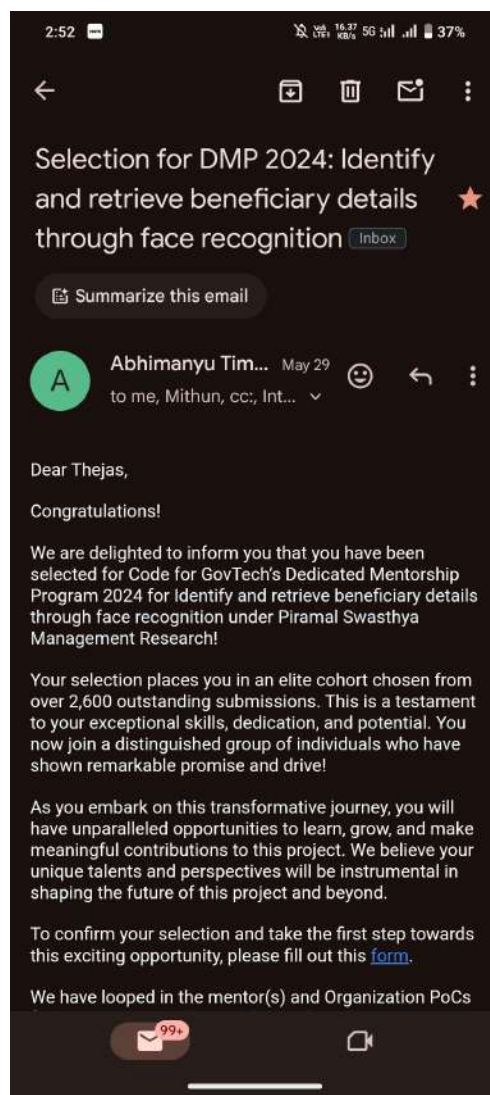 2:52
16.37 KB/s 5G 37%
Selection for DMP 2024: Identify
and retrieve beneficiary details
through face recognition Inbox
Summarize this email
A
Abhimanyu Tim... May 29
to me, Mithun, cc:, Int...
Dear Thejas,
Congratulations!
We are delighted to inform you that you have been
selected for Code for GovTech's Dedicated Mentorship
Program 2024 for Identify and retrieve beneficiary details
through face recognition under Piramal Swasthya
Management Research!
Your selection places you in an elite cohort chosen from
over 2,600 outstanding submissions. This is a testament
to your exceptional skills, dedication, and potential. You
now join a distinguished group of individuals who have
shown remarkable promise and drive!
As you embark on this transformative journey, you will
have unparalleled opportunities to learn, grow, and make
meaningful contributions to this project. We believe your
unique talents and perspectives will be instrumental in
shaping the future of this project and beyond.
To confirm your selection and take the first step towards
this exciting opportunity, please fill out this form.
We have looped in the mentor(s) and Organization PoCs
99+